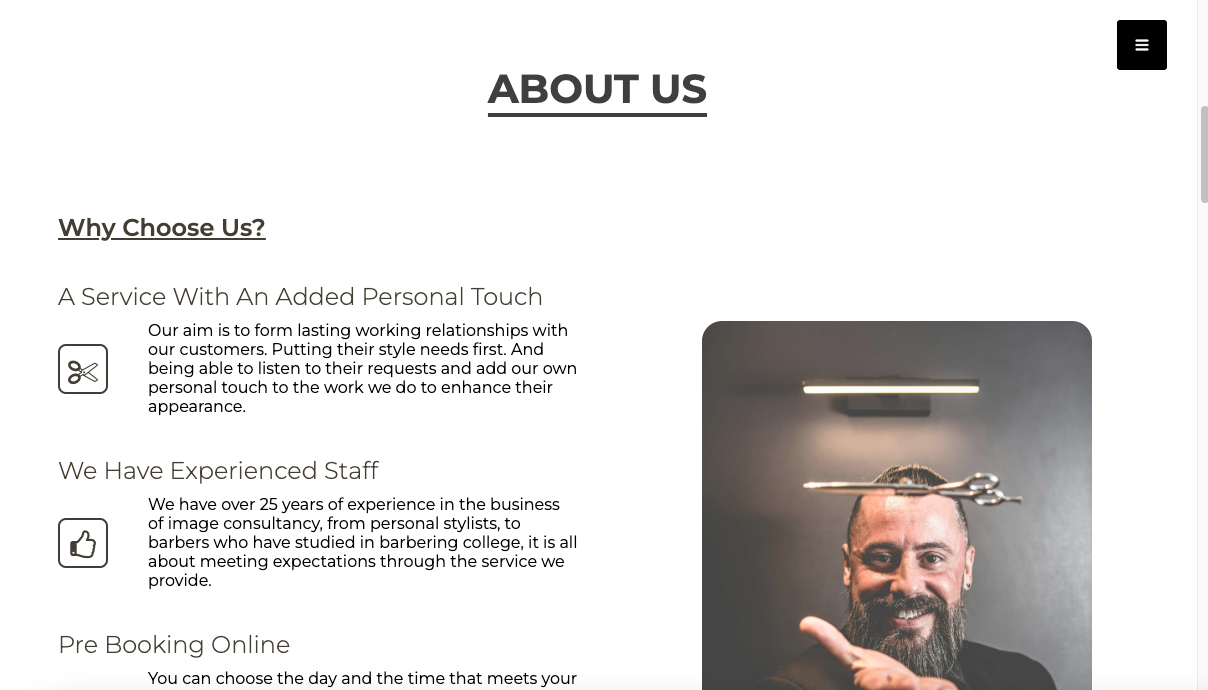 ABOUT US
Why Choose Us?
A Service With An Added Personal Touch
Our aim is to form lasting working relationships with
our customers. Putting their style needs first. And
being able to listen to their requests and add our own
personal touch to the work we do to enhance their
appearance.
We Have Experienced Staff
We have over 25 years of experience in the business
of image consultancy, from personal stylists, to
barbers who have studied in barbering college, it is all
about meeting expectations through the service we
provide.
Pre Booking Online
You can choose the day and the time that meets your